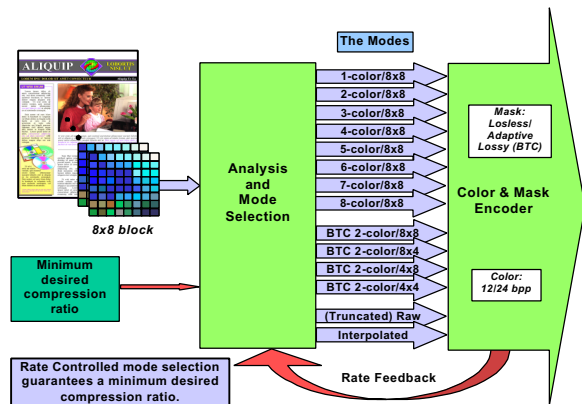 The Modes
ALIQUIP
LOBORTIS
NISL UT
8x8 block
Minimum
desired
compression
ratio
Analysis
and
Mode
Selection
1-color/8x8
2-color/8x8
3-color/8x8
4-color/8x8
5-color/8x8
6-color/8x8
7-color/8x8
8-color/8x8
BTC 2-color/8x8
BTC 2-color/8x4
BTC 2-color/4x8
BTC 2-color/4x4
(Truncated) Raw
Interpolated
Mask:
Losless/
Adaptive
Lossy (BTC)
Color & Mask
Encoder
Color:
12/24 bpp
Rate Controlled mode selection
guarantees a minimum desired
compression ratio.
Rate Feedback